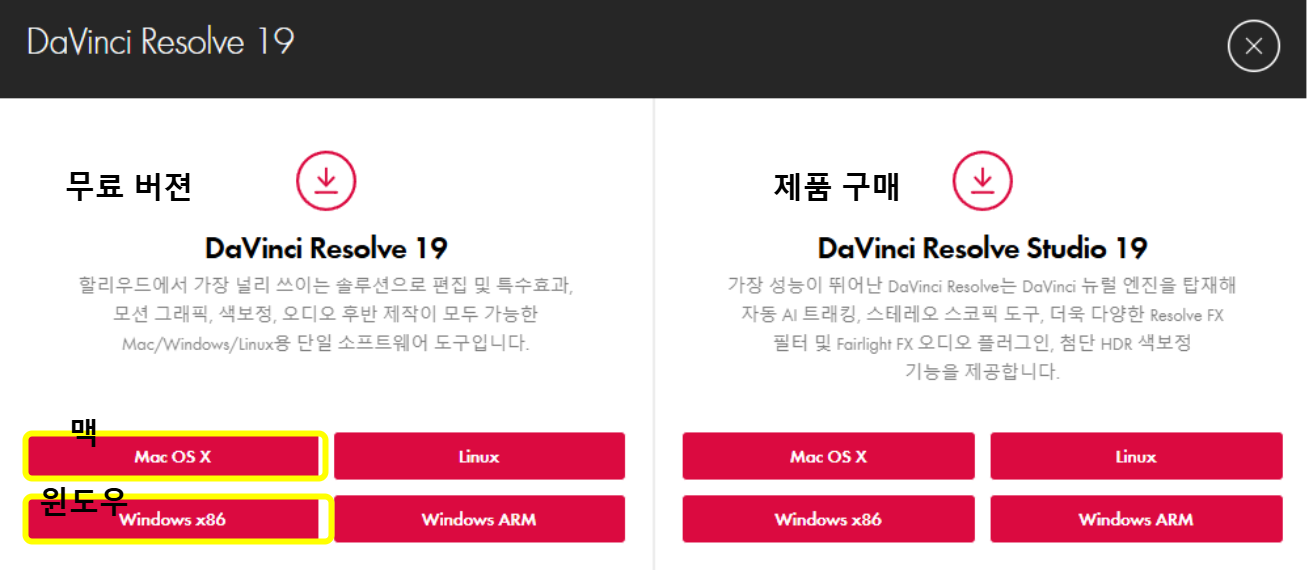 DaVinci Resolve 19
무료 버젼
DaVinci Resolve 19
할리우드에서 가장 널리 쓰이는 솔루션으로 편집 및 특수효과,
모션 그래픽, 색보정, 오디오 후반 제작이 모두 가능한
Mac/Windows/Linux용 단일 소프트웨어 도구입니다.
맥
Mac OS X
Linux
윈도우
Windows x86
Windows ARM
제품 구매
DaVinci Resolve Studio 19
가장 성능이 뛰어난 DaVinci Resolve는 DaVinci 뉴럴 엔진을 탑재해
자동 AI 트래킹, 스테레오 스코픽 도구, 더욱 다양한 Resolve FX
필터 및 Fairlight FX 오디오 플러그인, 첨단 HDR 색보정
기능을 제공합니다.
Mac OS X
Linux
Windows x86
Windows ARM